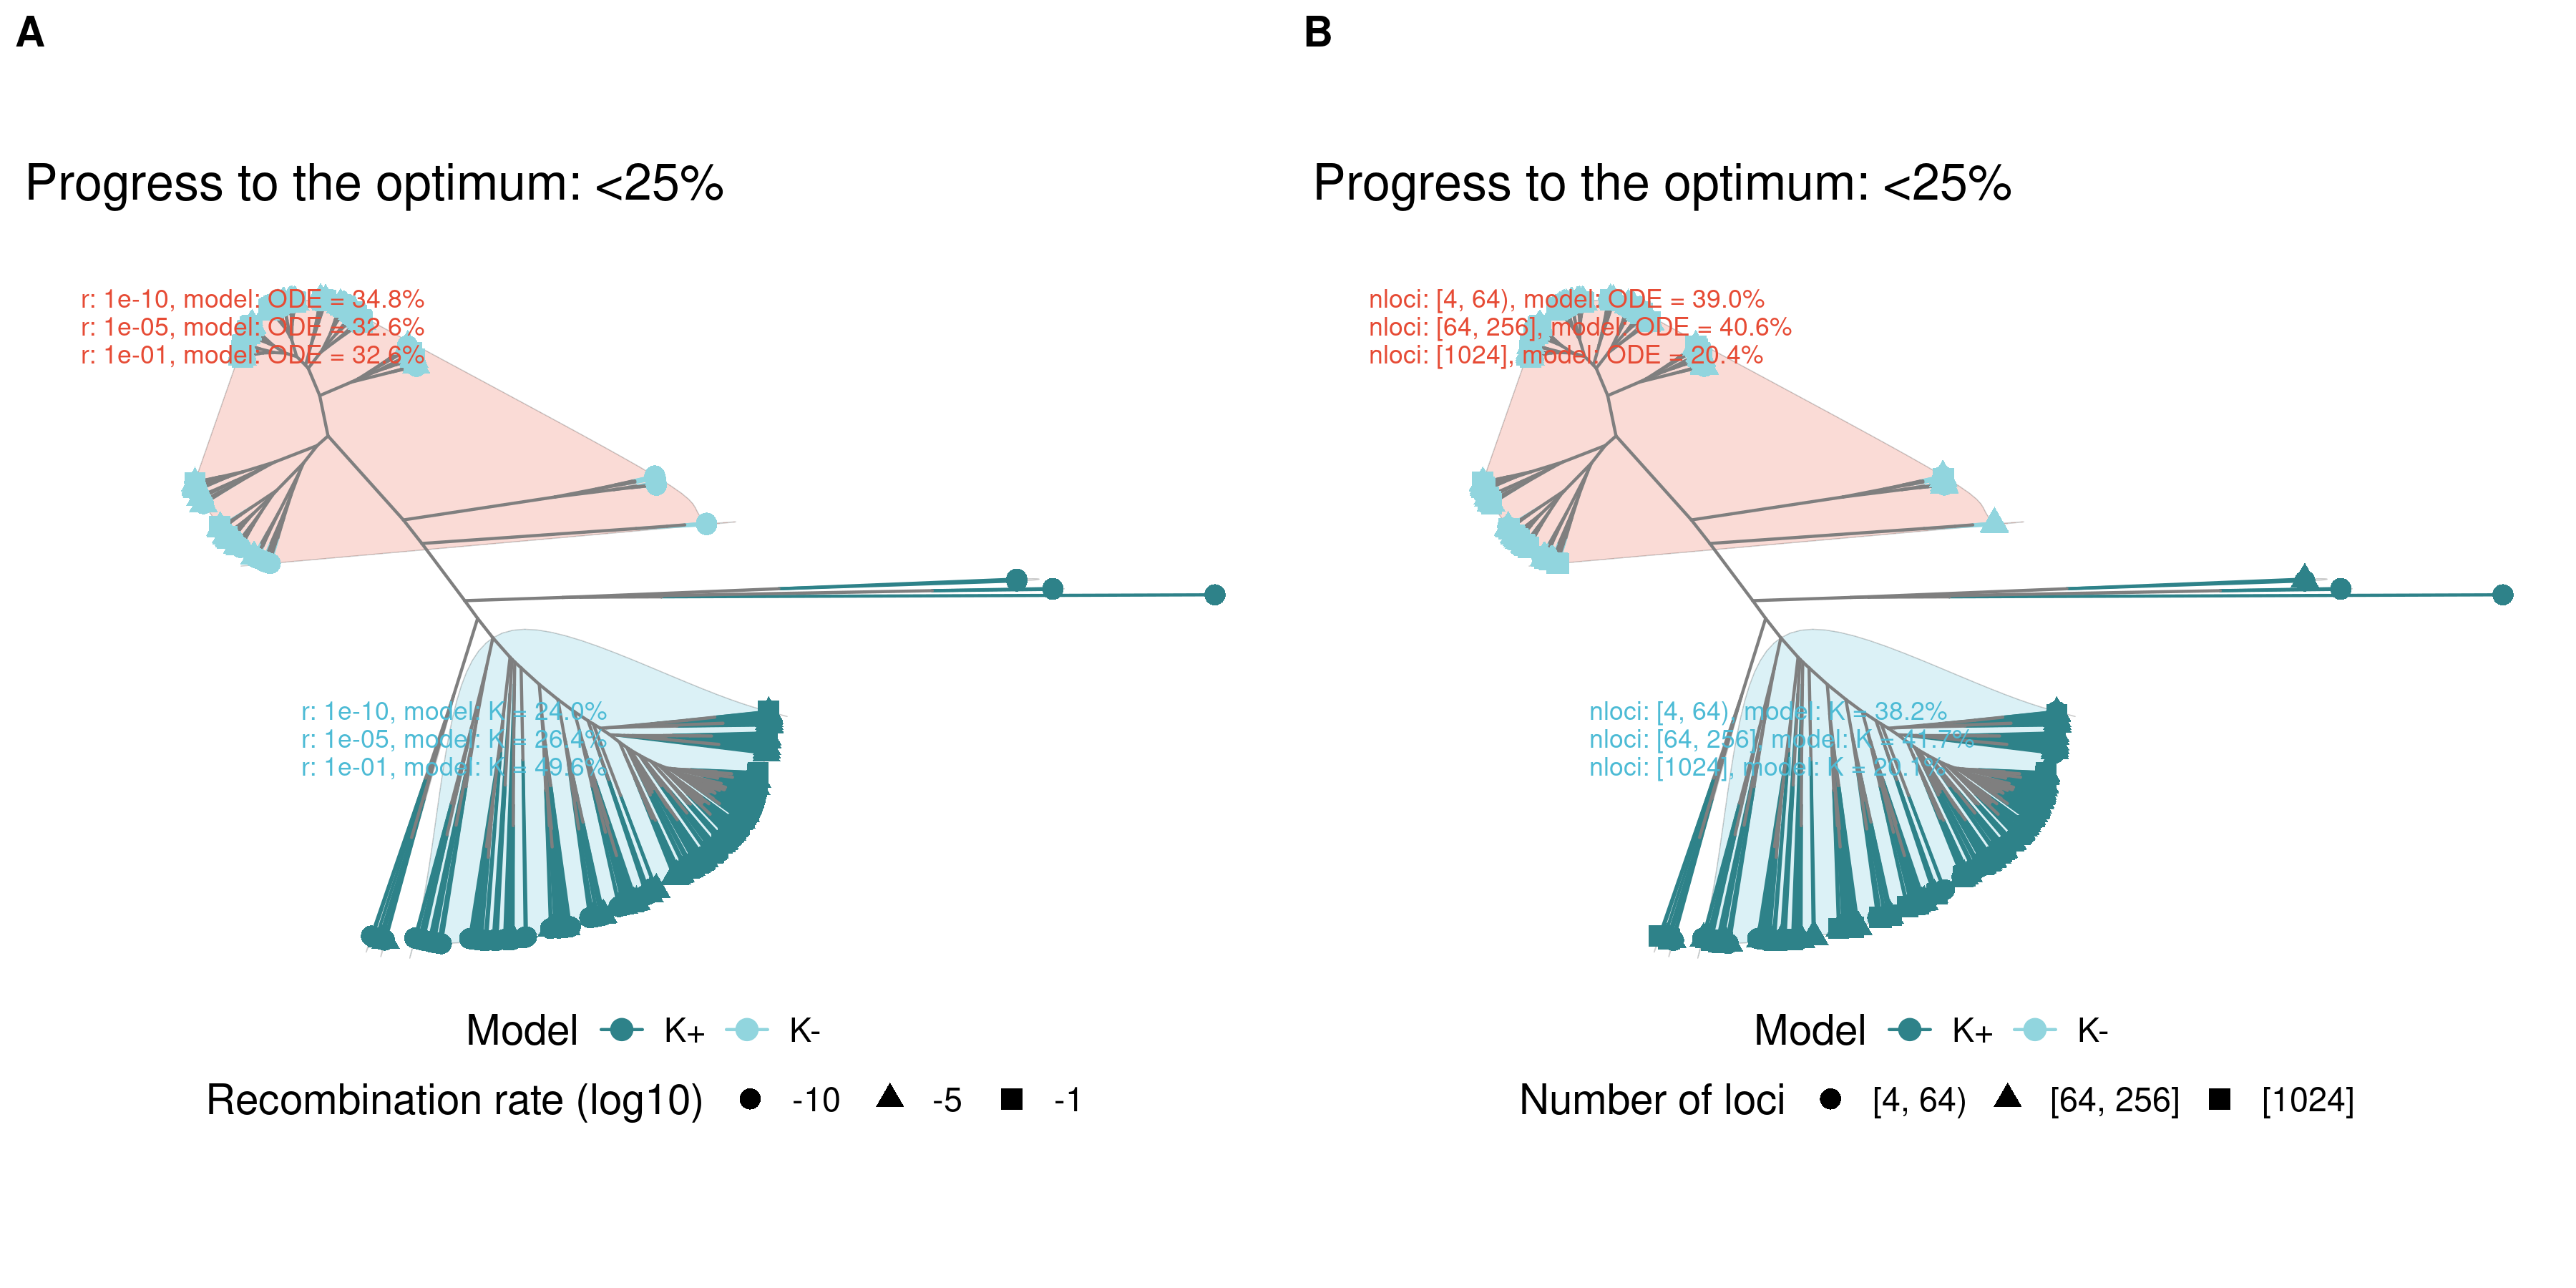 A
Progress to the optimum: <25%
r: 1e-10, model: ODE = 34.8%
r: 1e-05, model: ODE = 32.6%
r: 1e-01, model: ODE = 32.6%
r: 1e-10, model: K = 24.0%
r: 1e-05, model: K = 26.4%
r: 1e-01, model: K = 49.6%
Model K+ K-
Recombination rate (log10) -10 -5 -1
B
Progress to the optimum: <25%
nloci: [4, 64), model: ODE = 39.0%
nloci: [64, 256], model: ODE = 40.6%
nloci: [1024], model: ODE = 20.4%
nloci: [4, 64), model: K = 38.2%
nloci: [64, 256], model: K = 41.7%
nloci: [1024], model: K = 20.1%
Model K+ K-
Number of loci [4, 64) [64, 256] [1024]